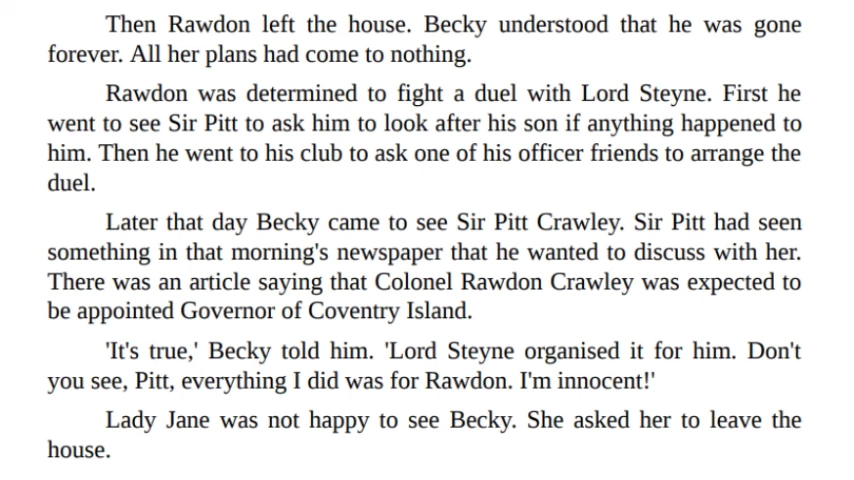 Then Rawdon left the house. Becky understood that he was gone
forever. All her plans had come to nothing.
Rawdon was determined to fight a duel with Lord Steyne. First he
went to see Sir Pitt to ask him to look after his son if anything happened to
him. Then he went to his club to ask one of his officer friends to arrange the
duel.
Later that day Becky came to see Sir Pitt Crawley. Sir Pitt had seen
something in that morning's newspaper that he wanted to discuss with her.
There was an article saying that Colonel Rawdon Crawley was expected to
be appointed Governor of Coventry Island.
'It's true,' Becky told him. 'Lord Steyne organised it for him. Don't
you see, Pitt, everything I did was for Rawdon. I'm innocent!'
Lady Jane was not happy to see Becky. She asked her to leave the
house.